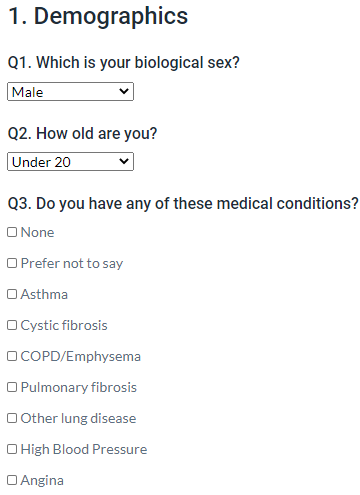 1. Demographics
Q1. Which is your biological sex?
Male
Q2. How old are you?
Under 20
Q3. Do you have any of these medical conditions?
None
Prefer not to say
Asthma
Cystic fibrosis
COPD/Emphysema
Pulmonary fibrosis
Other lung disease
High Blood Pressure
Angina